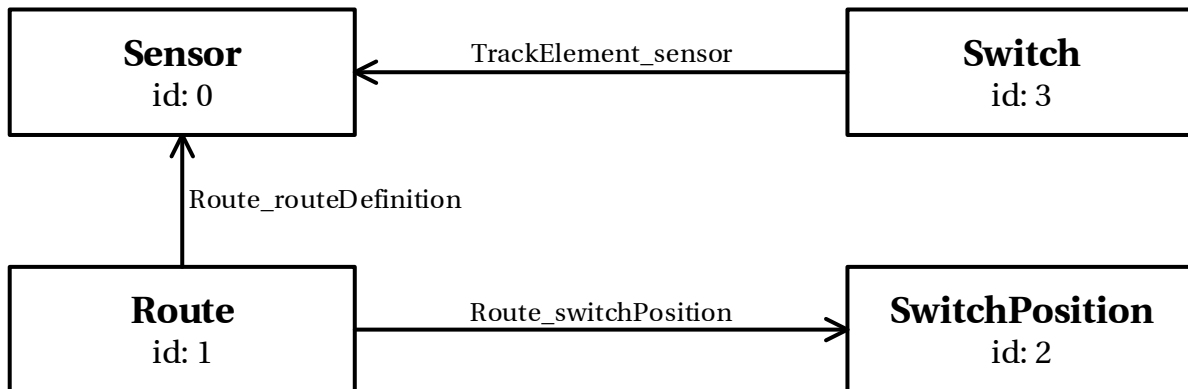 Sensor
id: 0
TrackElement_sensor
Switch
id: 3
Route_routeDefinition
Route
id: 1
Route_switchPosition
SwitchPosition
id: 2